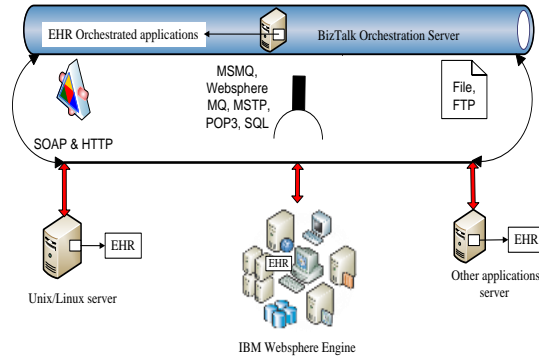 EHR Orchestrated applications
BizTalk Orchestration Server
SOAP & HTTP
MSMQ,
Websphere
MQ, MSTP,
POP3, SQL
File,
FTP
EHR
Unix/Linux server
EHR
IBM Websphere Engine
EHR
Other applications
server